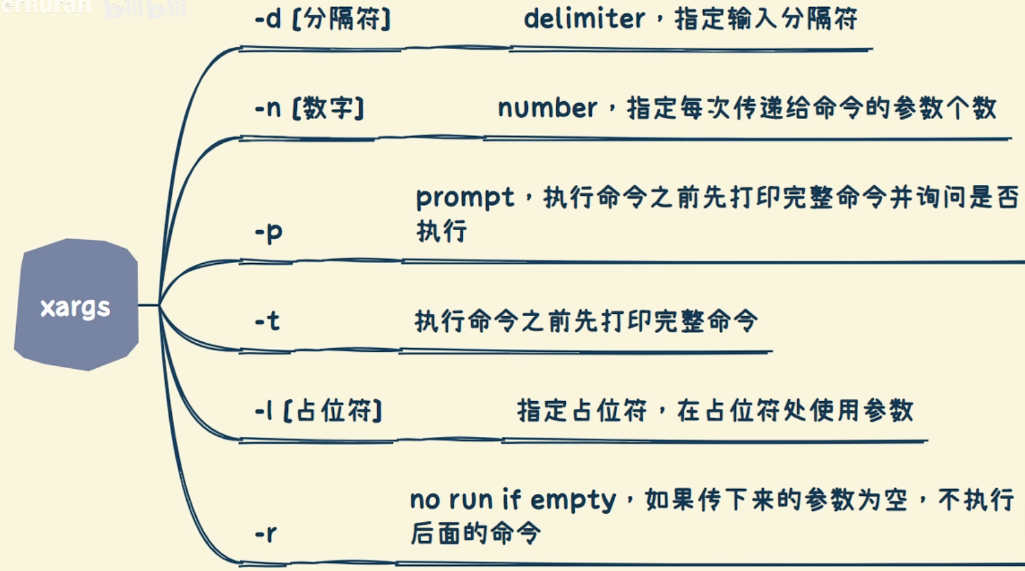 ernuran bilibili
-d [分隔符] delimiter，指定输入分隔符
-n [数字] number，指定每次传递给命令的参数个数
prompt，执行命令之前先打印完整命令并询问是否
-p 执行
xargs
-t 执行命令之前先打印完整命令
-l [占位符] 指定占位符，在占位符处使用参数
no run if empty，如果传下来的参数为空，不执行
-r 后面的命令